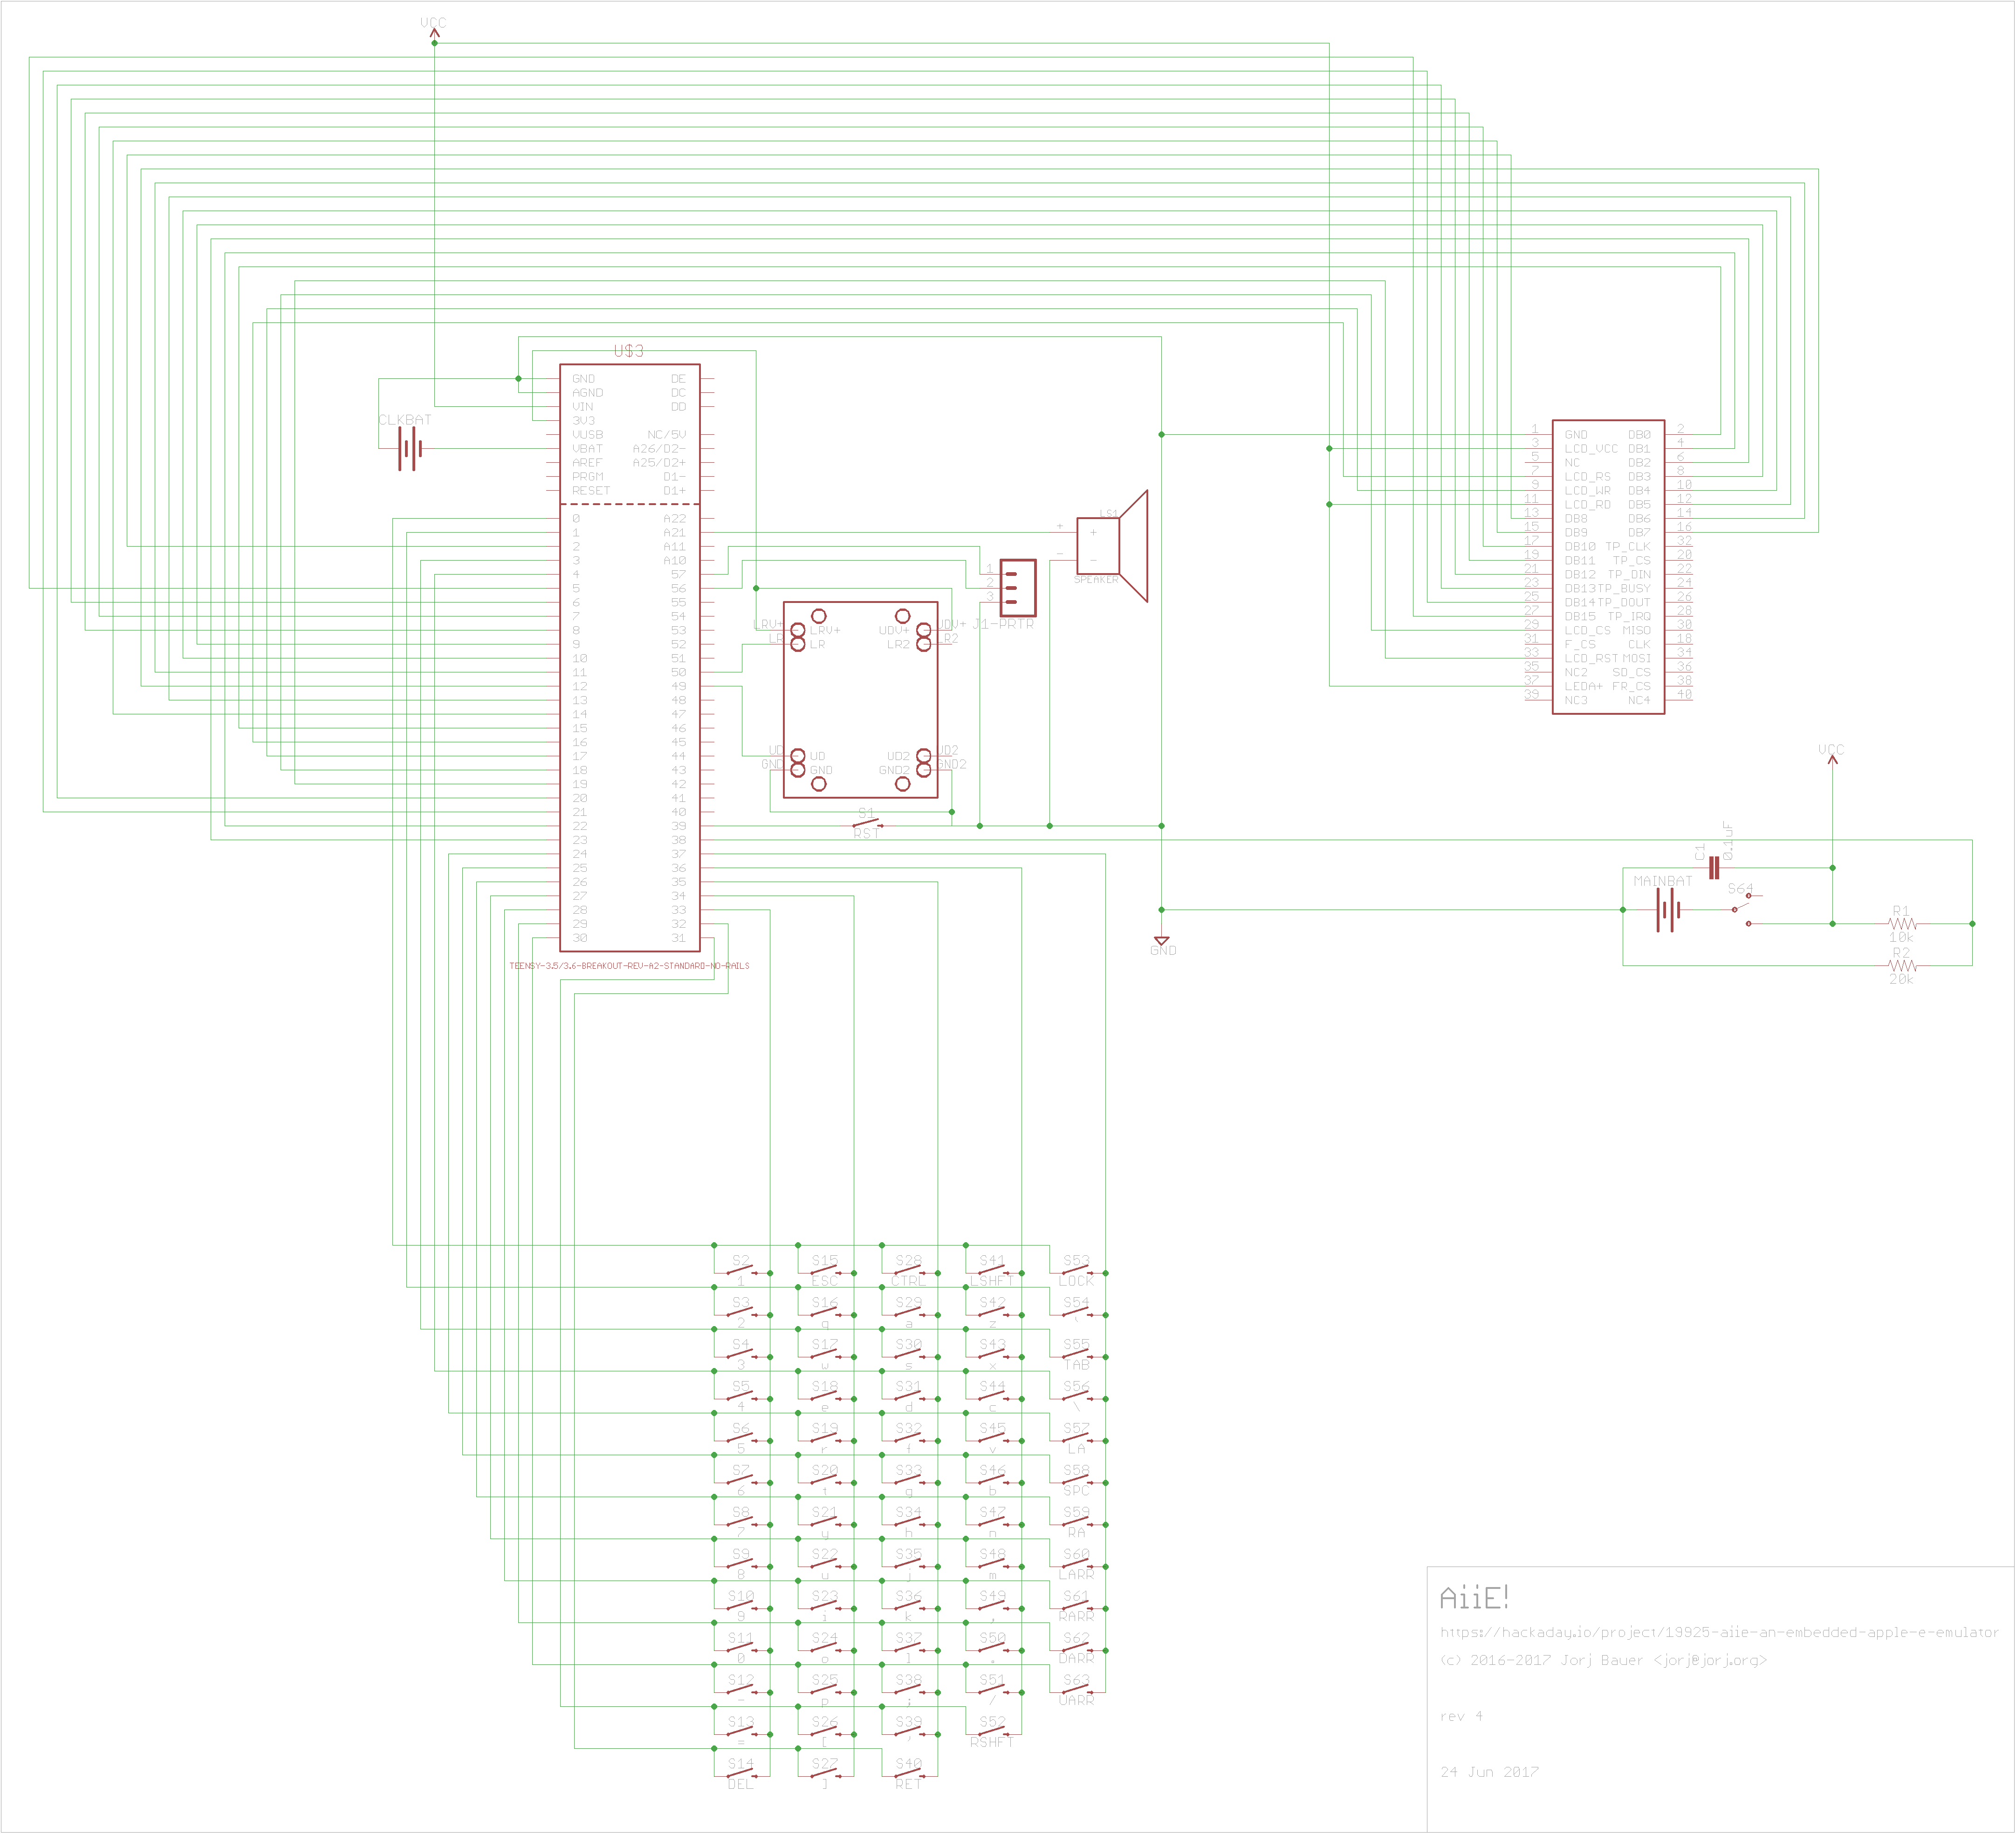 VCC
U$3
GND DE
AGND DC
VIN DD
3V3
VUSB NC/5V
VBAT A26/D2-
AREF A25/D2+
PRGM D1-
RESET D1+
0 A22
1 A21
2 A11
3 A10
4 57
5 56
6 55
7 54
8 53
9 52
10 51
11 50
12 49
13 48
14 47
15 46
16 45
17 44
18 43
19 42
20 41
21 40
22 39
23 38
24 37
25 36
26 35
27 34
28 33
29 32
30 31
TEENSY-3.5/3.6-BREAKOUT-REV-A2-STANDARD-NO-RAILS
CLKBAT
LS1
+ +
- -
SPEAKER
1
2
3
J1-PRTR
LRV+ LRV+ UDV+ UDV+
LR LR LR2 LR2
UD UD UD2 UD2
GND GND GND2 GND2
S1
RST
1 GND DB0 2
3 LCD_VCC DB1 4
5 NC DB2 6
7 LCD_RS DB3 8
9 LCD_WR DB4 10
11 LCD_RD DB5 12
13 DB8 DB6 14
15 DB9 DB7 16
17 DB10 TP_CLK 32
19 DB11 TP_CS 20
21 DB12 TP_DIN 22
23 DB13 TP_BUSY 24
25 DB14 TP_DOUT 26
27 DB15 TP_IRQ 28
29 LCD_CS MISO 30
31 F_CS CLK 18
33 LCD_RST MOSI 34
35 NC2 SD_CS 36
37 LEDA+ FR_CS 38
39 NC3 NC4 40
VCC
C1 0.1uF
MAINBAT
S64
R1
10k
R2
20k
GND
S2 S15 S28 S41 S53
1 ESC CTRL LSHFT LOCK
S3 S16 S29 S42 S54
2 q a z `
S4 S17 S30 S43 S55
3 w s x TAB
S5 S18 S31 S44 S56
4 e d c \
S6 S19 S32 S45 S57
5 r f v LA
S7 S20 S33 S46 S58
6 t g b SPC
S8 S21 S34 S47 S59
7 y h n RA
S9 S22 S35 S48 S60
8 u j m LARR
S10 S23 S36 S49 S61
9 i k , RARR
S11 S24 S37 S50 S62
0 o l . DARR
S12 S25 S38 S51 S63
- p ; / UARR
S13 S26 S39 S52
= [ ' RSHFT
S14 S27 S40
DEL ] RET
AiiE!
https://hackaday.io/project/19925-aiie-an-embedded-apple-e-emulator
(c) 2016-2017 Jorj Bauer <jorj@jorj.org>
rev 4
24 Jun 2017